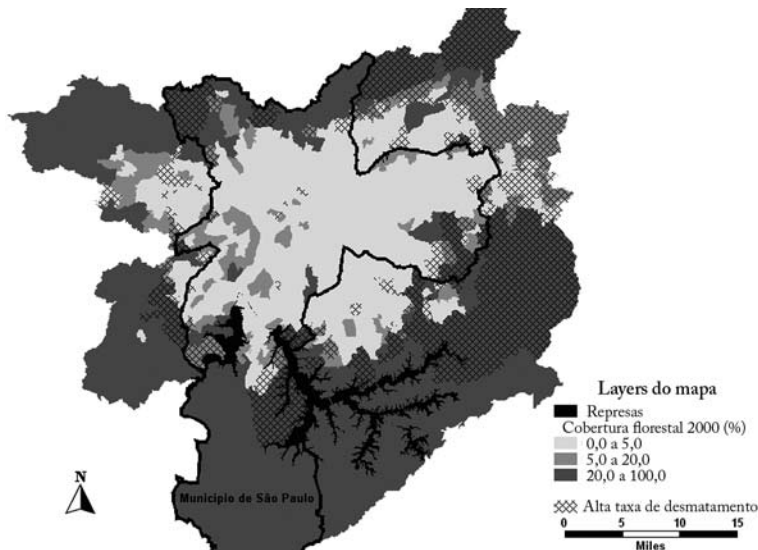 Layers do mapa
Represas
Cobertura florestal 2000 (%)
0,0 a 5,0
5,0 a 20,0
20,0 a 100,0
N
Município de São Paulo
Alta taxa de desmatamento
0 5 10 15
Miles